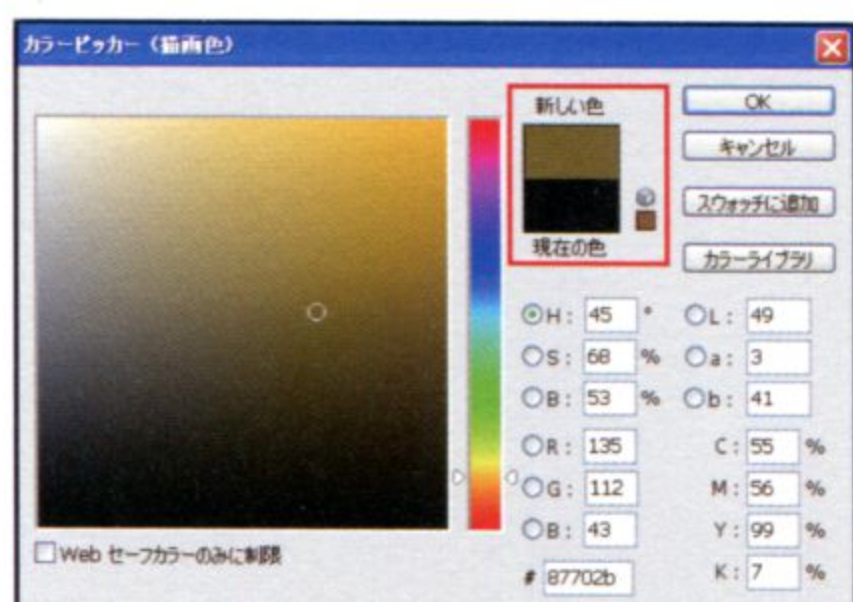 カラーピッカー（描画色）
新しい色
現在の色
OK
キャンセル
スウォッチに追加
カラーライブラリ
H: 45 °
S: 68 %
B: 53 %
R: 135
G: 112
B: 43
# 87702b
L: 49
a: 3
b: 41
C: 55 %
M: 56 %
Y: 99 %
K: 7 %
Web セーフカラーのみに制限